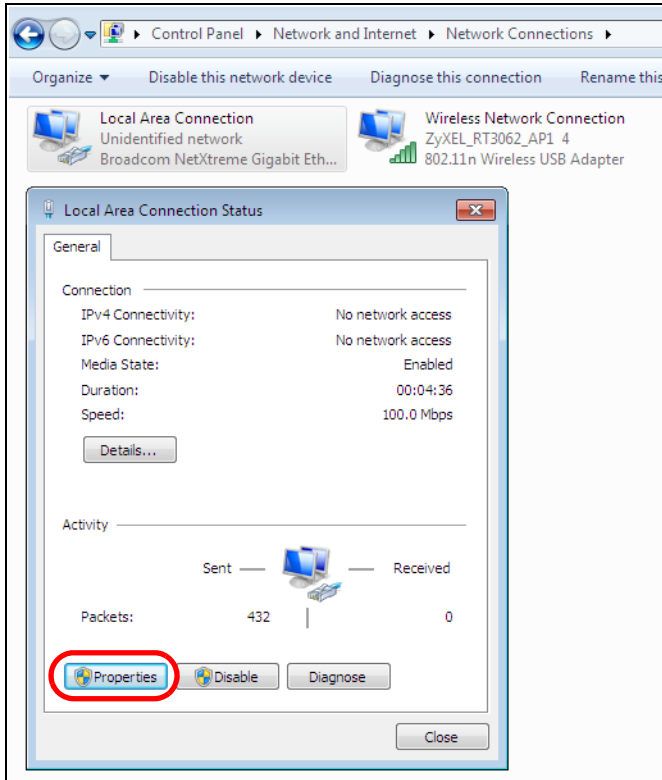 Control Panel ▸ Network and Internet ▸ Network Connections ▸
Organize ▼ Disable this network device Diagnose this connection Rename this
Local Area Connection
Unidentified network
Broadcom NetXtreme Gigabit Eth...
Wireless Network Connection
ZyXEL_RT3062_AP1 4
802.11n Wireless USB Adapter
Local Area Connection Status
General
Connection
IPv4 Connectivity: No network access
IPv6 Connectivity: No network access
Media State: Enabled
Duration: 00:04:36
Speed: 100.0 Mbps
Details...
Activity
Sent Received
Packets: 432 0
Properties Disable Diagnose
Close